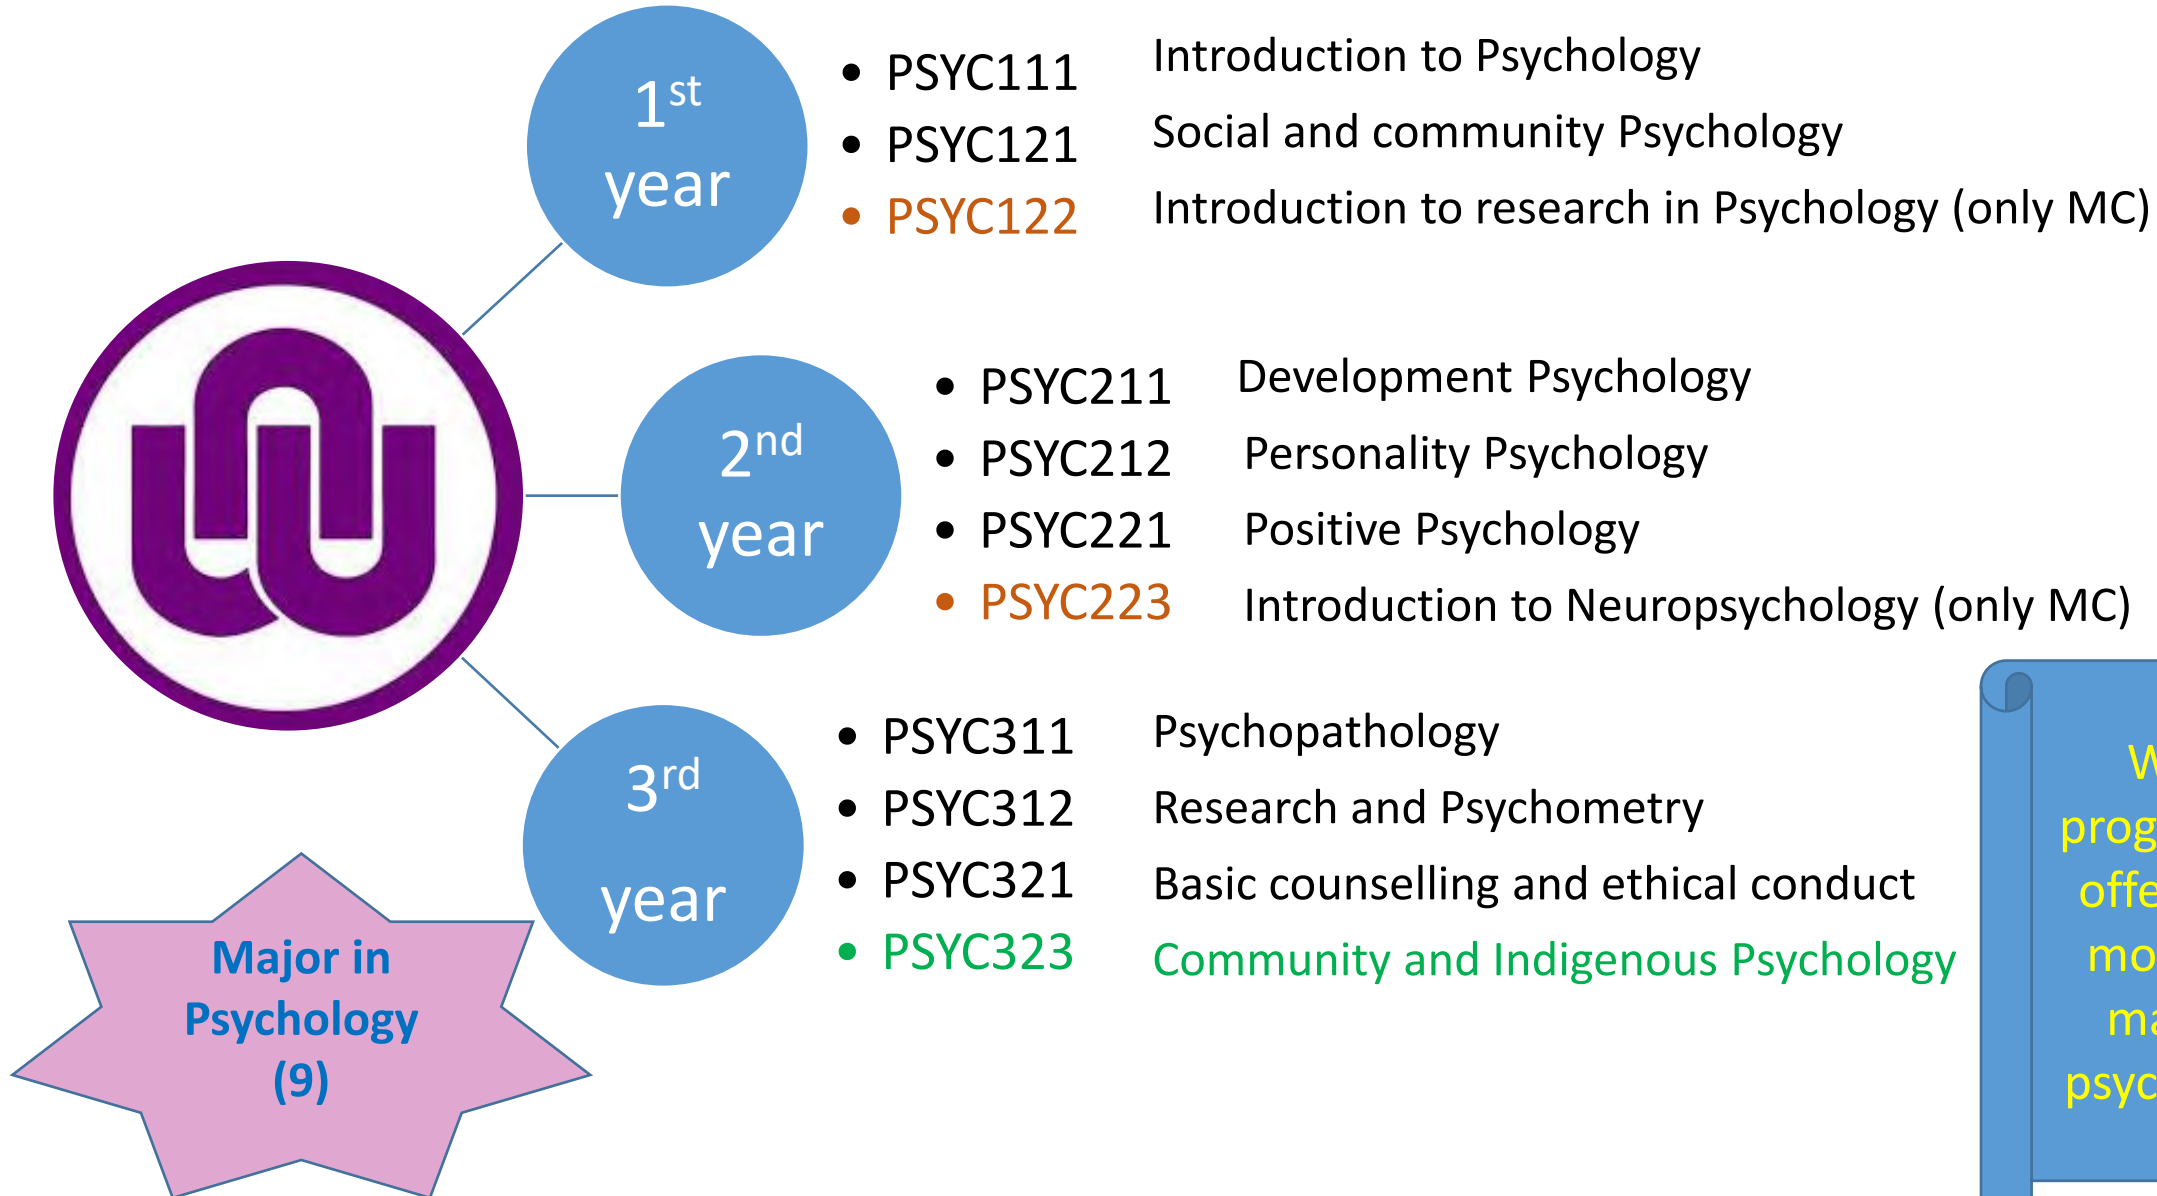 1st
year
• PSYC111 Introduction to Psychology
• PSYC121 Social and community Psychology
• PSYC122 Introduction to research in Psychology (only MC)
2nd
year
• PSYC211 Development Psychology
• PSYC212 Personality Psychology
• PSYC221 Positive Psychology
• PSYC223 Introduction to Neuropsychology (only MC)
3rd
year
• PSYC311 Psychopathology
• PSYC312 Research and Psychometry
• PSYC321 Basic counselling and ethical conduct
• PSYC323 Community and Indigenous Psychology
Major in
Psychology
(9)